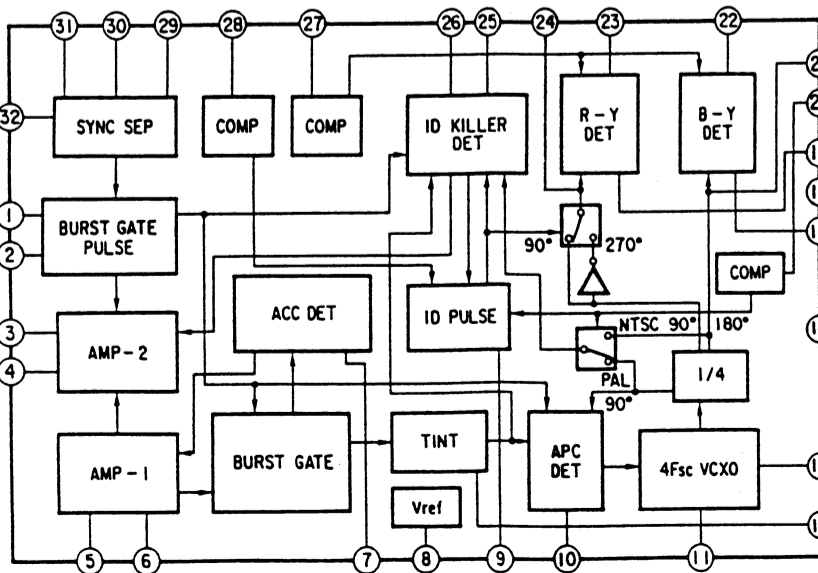 31 30 29 28 27 26 25 24 23 22
32
SYNC SEP
COMP
COMP
ID KILLER
DET
R-Y
DET
B-Y
DET
1
2
BURST GATE
PULSE
90° 270°
COMP
3
4
AMP-2
ACC DET
ID PULSE
NTSC 90° 180°
PAL
90°
1/4
AMP-1
BURST GATE
TINT
APC
DET
4Fsc VCXO
Vref
5 6 7 8 9 10 11